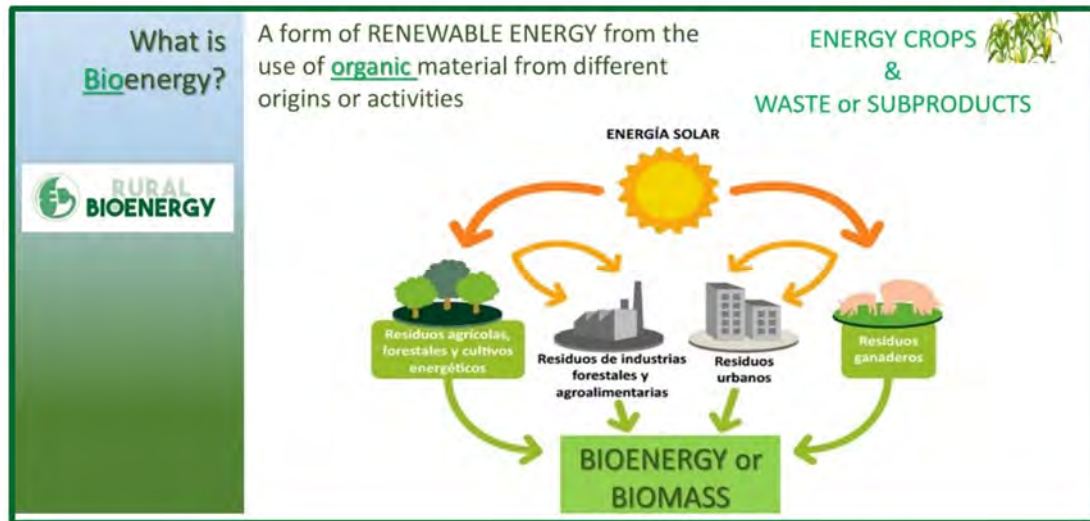 What is
Bioenergy?
RURAL
BIOENERGY
A form of RENEWABLE ENERGY from the
use of organic material from different
origins or activities
ENERGY CROPS
&
WASTE or SUBPRODUCTS
ENERGÍA SOLAR
Residuos agrícolas,
forestales y cultivos
energéticos
Residuos de industrias
forestales y
agroalimentarias
Residuos
urbanos
Residuos
ganaderos
BIOENERGY or
BIOMASS